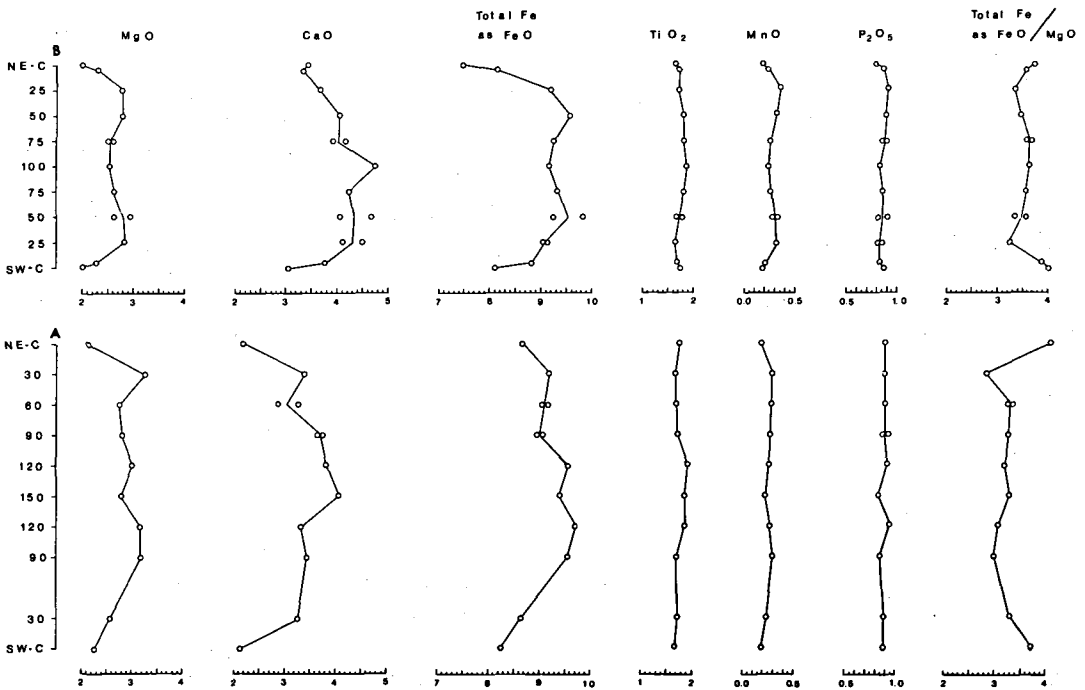 Total Fe
as FeO
Total Fe
as FeO / MgO
MgO
CaO
TiO2
MnO
P2O5
B
NE-C
25
50
75
100
75
50
25
SW-C
2 3 4
2 3 4 5
7 8 9 10
1 2
0.0 0.5
0.5 1.0
2 3 4
A
NE-C
30
60
90
120
150
120
90
30
SW-C
2 3 4
2 3 4 5
7 8 9 10
1 2
0.0 0.5
0.5 1.0
2 3 4